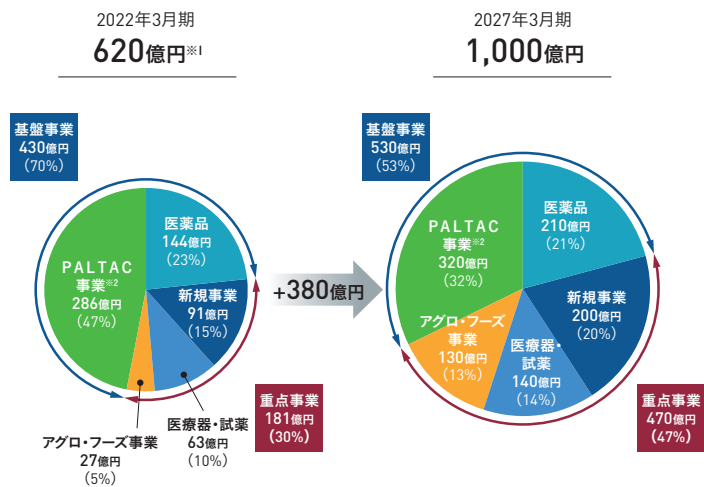 2022年3月期
620億円※1
2027年3月期
1,000億円
基盤事業
430億円
(70%)
医薬品
144億円
(23%)
PALTAC
事業※2
286億円
(47%)
新規事業
91億円
(15%)
重点事業
181億円
(30%)
医療器・試薬
63億円
(10%)
アグロ・フーズ事業
27億円
(5%)
+380億円
基盤事業
530億円
(53%)
医薬品
210億円
(21%)
PALTAC
事業※2
320億円
(32%)
新規事業
200億円
(20%)
アグロ・フーズ
事業
130億円
(13%)
医療器・
試薬
140億円
(14%)
重点事業
470億円
(47%)